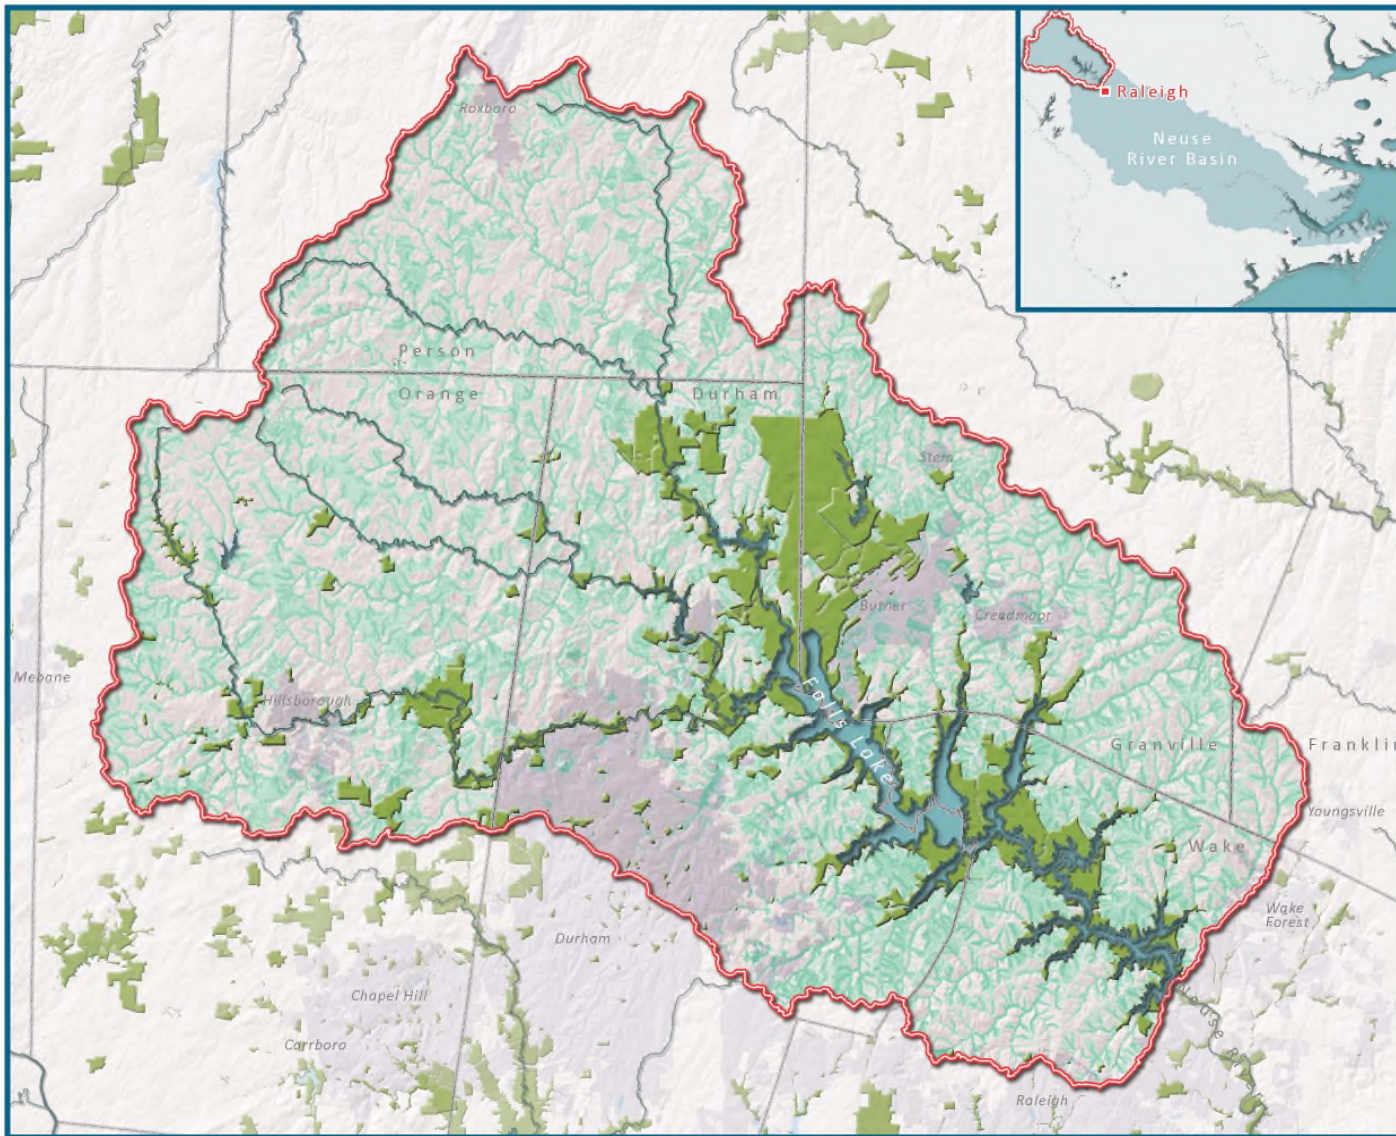 Roxboro
Raleigh
Neuse
River Basin
Person
Orange
Durham
Stem
Butner
Creedmoor
Mebane
Hillsborough
Falls Lake
Granville
Franklin
Youngsville
Wake
Wake
Forest
Durham
Chapel Hill
Carrboro
Raleigh